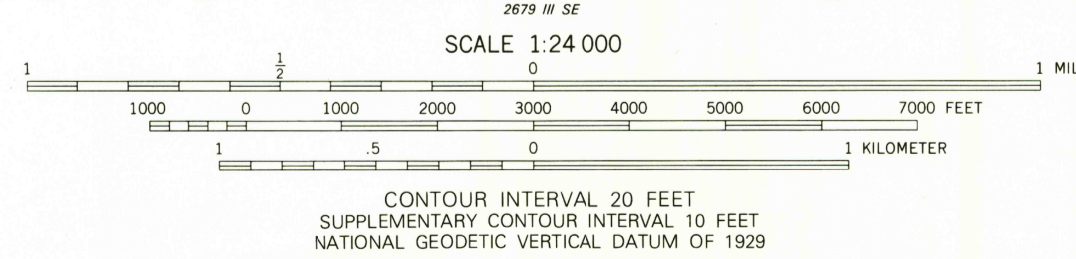 2679 III SE
SCALE 1:24 000
1 1/2 0 1
1000 0 1000 2000 3000 4000 5000 6000 7000 FEET
1 .5 0 1 KILOMETER
CONTOUR INTERVAL 20 FEET
SUPPLEMENTARY CONTOUR INTERVAL 10 FEET
NATIONAL GEODETIC VERTICAL DATUM OF 1929